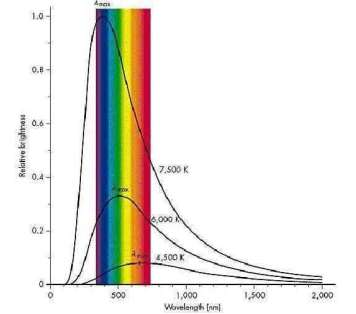 λmax
1.0
0.8
Relative brightness
0.6
0.4
7,500 K
λmax
0.2
6,000 K
λmax 4,500 K
0
0 500 1,000 1,500 2,000
Wavelength [nm]